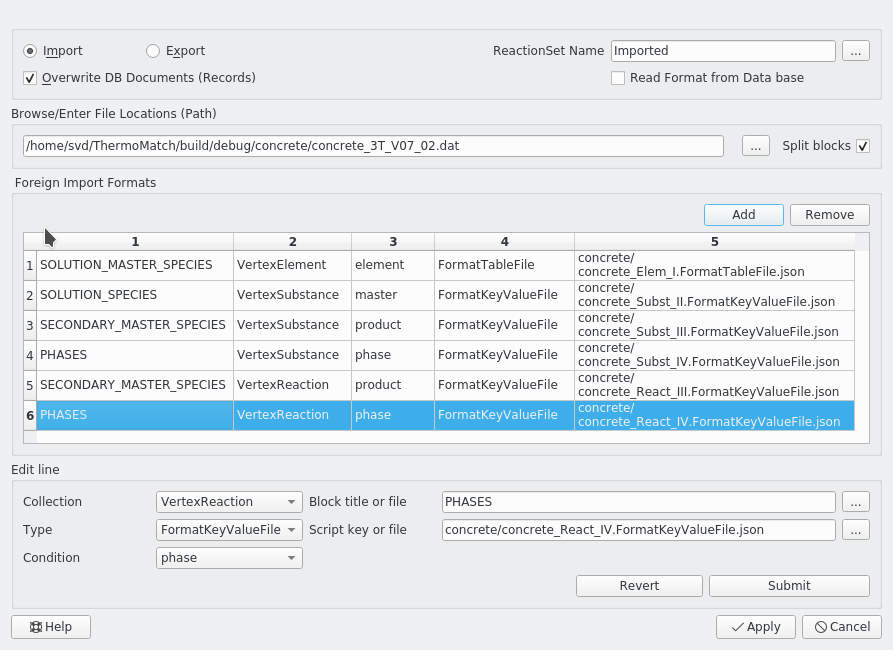 Import Export ReactionSet Name Imported ...
Overwrite DB Documents (Records) Read Format from Data base
Browse/Enter File Locations (Path)
/home/svd/ThermoMatch/build/debug/concrete/concrete_3T_V07_02.dat ... Split blocks
Foreign Import Formats
Add Remove
1 2 3 4 5
1 SOLUTION_MASTER_SPECIES VertexElement element FormatTableFile concrete/
concrete_Elem_I.FormatTableFile.json
2 SOLUTION_SPECIES VertexSubstance master FormatKeyValueFile concrete/
concrete_Subst_II.FormatKeyValueFile.json
3 SECONDARY_MASTER_SPECIES VertexSubstance product FormatKeyValueFile concrete/
concrete_Subst_III.FormatKeyValueFile.json
4 PHASES VertexSubstance phase FormatKeyValueFile concrete/
concrete_Subst_IV.FormatKeyValueFile.json
5 SECONDARY_MASTER_SPECIES VertexReaction product FormatKeyValueFile concrete/
concrete_React_III.FormatKeyValueFile.json
6 PHASES VertexReaction phase FormatKeyValueFile concrete/
concrete_React_IV.FormatKeyValueFile.json
Edit line
Collection VertexReaction Block title or file PHASES ...
Type FormatKeyValueFile Script key or file concrete/concrete_React_IV.FormatKeyValueFile.json ...
Condition phase
Revert Submit
Help Apply Cancel